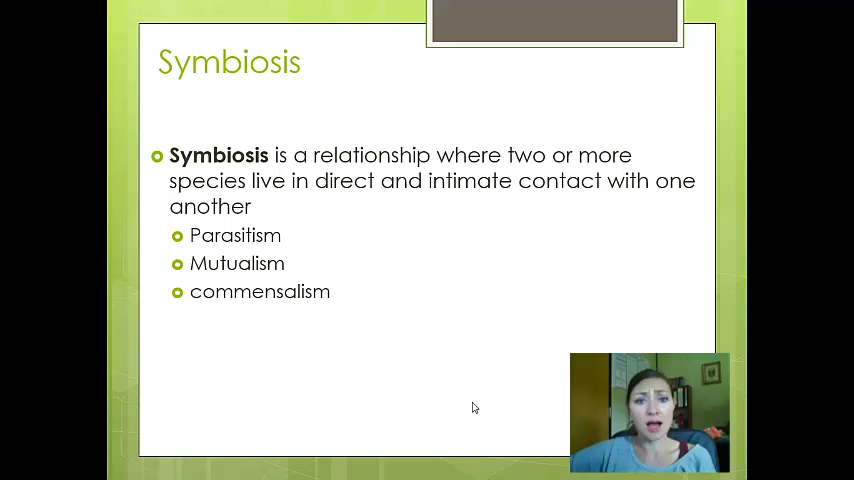 Symbiosis
Symbiosis is a relationship where two or more
species live in direct and intimate contact with one
another
Parasitism
Mutualism
commensalism